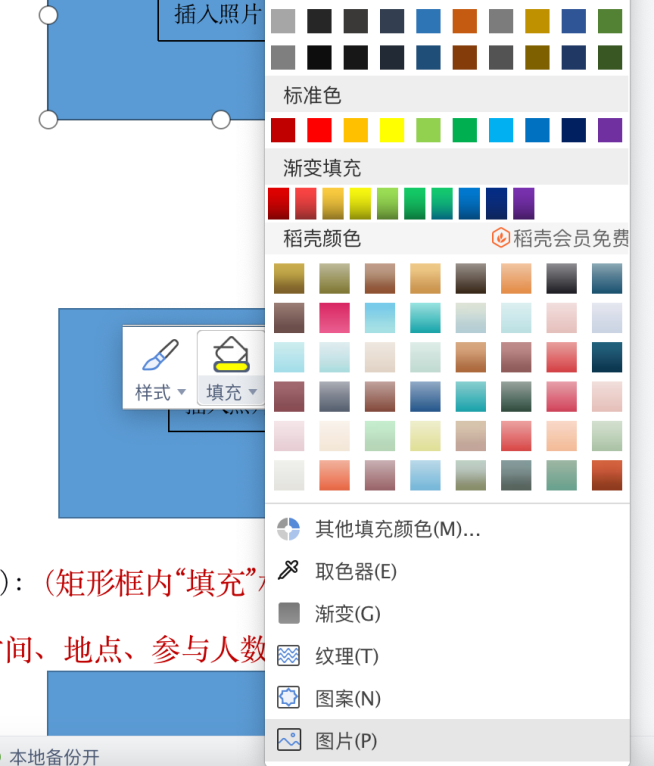 插入照片
标准色
渐变填充
稻壳颜色
稻壳会员免费
样式
填充
其他填充颜色(M)...
取色器(E)
渐变(G)
纹理(T)
图案(N)
图片(P)
)：(矩形框内“填充”
间、地点、参与人数
本地备份开